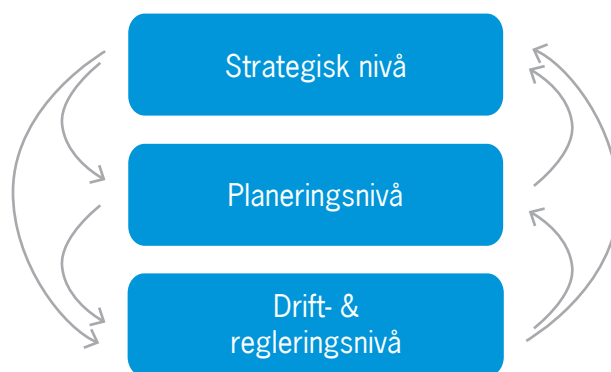 Strategisk nivå
Planeringsnivå
Drift- &
regleringsnivå